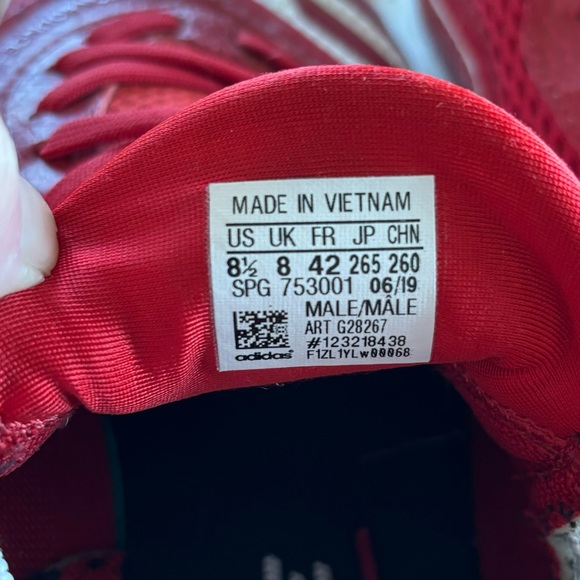 MADE IN VIETNAM
US UK FR JP CHN
8½ 8 42 265 260
SPG 753001 06/19
MALE/MÂLE
ART G28267
#123218438
adidas F1ZL1YLw00068